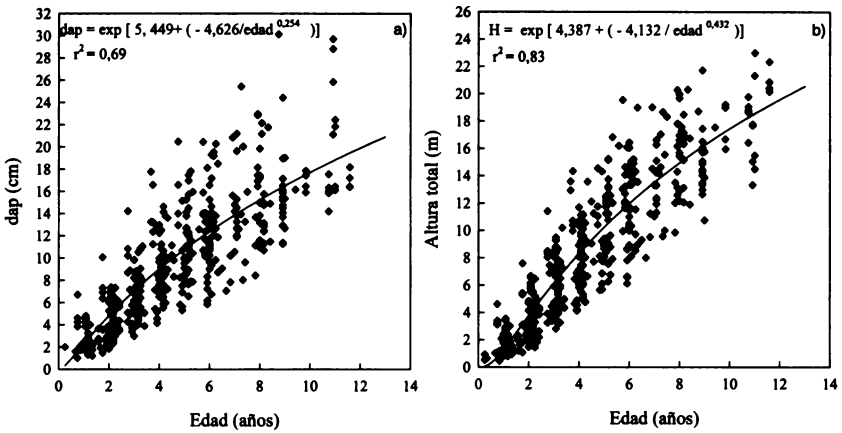 dap = exp [ 5, 449+ ( - 4,626/edad 0,254 )]
a)
r2 = 0,69
32
30
28
26
24
22
20
18
16
14
12
10
8
6
4
2
0
dap (cm)
0 2 4 6 8 10 12 14
Edad (años)
H = exp [ 4,387 + ( - 4,132 / edad 0,432 )]
b)
r2 = 0,83
26
24
22
20
18
16
14
12
10
8
6
4
2
0
Altura total (m)
0 2 4 6 8 10 12 14
Edad (años)